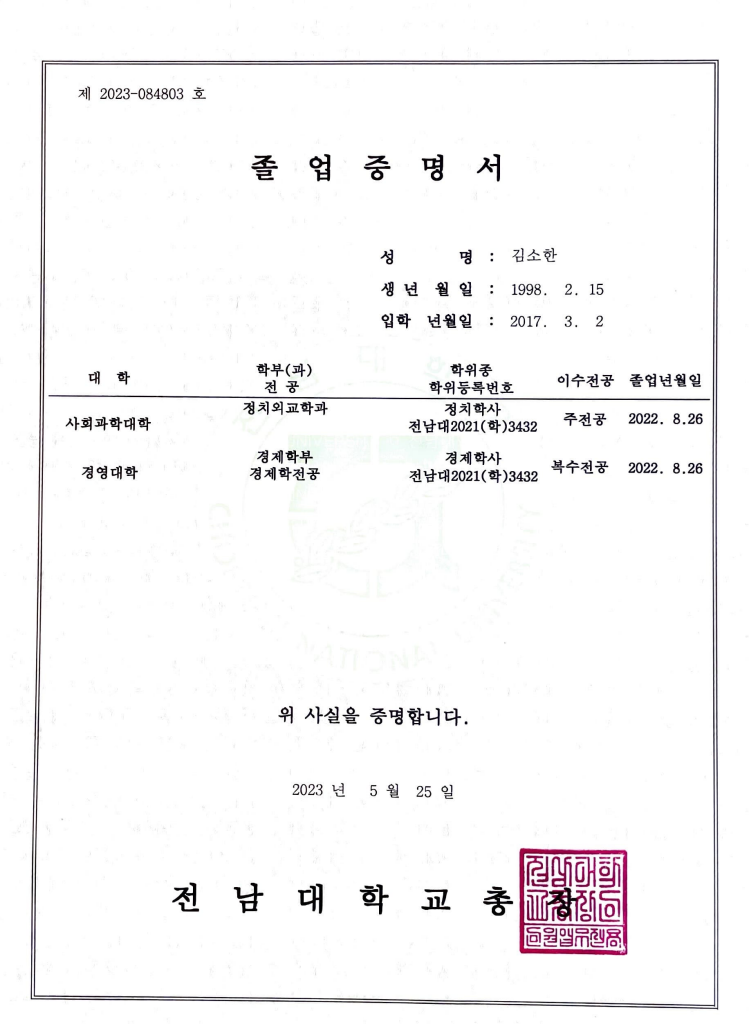 제 2023-084803 호
졸 업 증 명 서
성 명 : 김소한
생 년 월 일 : 1998. 2. 15
입학 년월일 : 2017. 3. 2
대 학 학부(과) 전 공 학위종 학위등록번호 이수전공 졸업년월일
사회과학대학 정치외교학과 정치학사 전남대2021(학)3432 주전공 2022. 8.26
경영대학 경제학부 경제학전공 경제학사 전남대2021(학)3432 복수전공 2022. 8.26
위 사실을 증명합니다.
2023 년 5 월 25 일
전 남 대 학 교 총 장